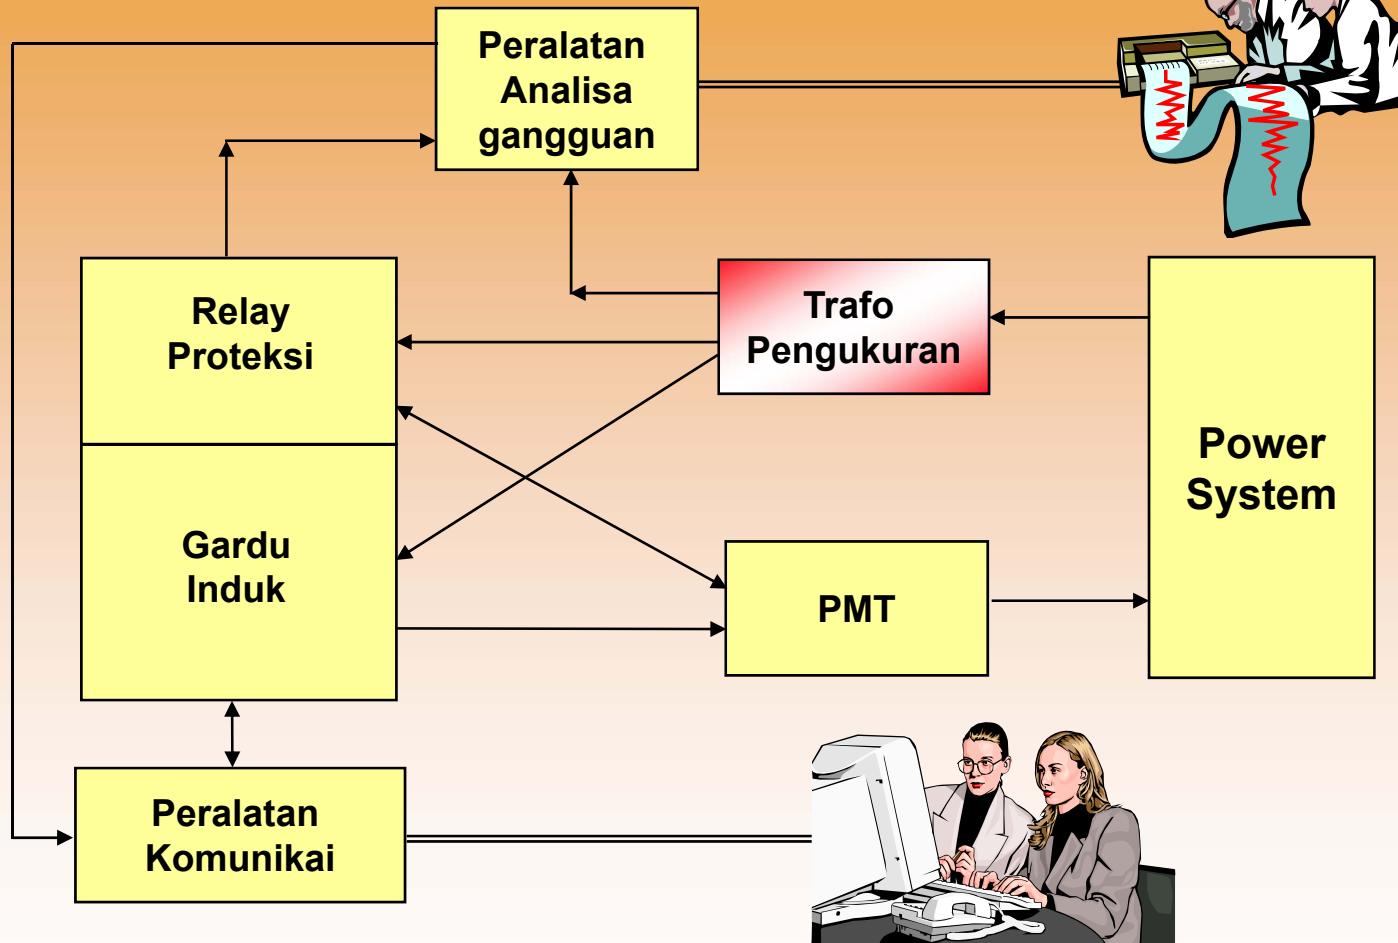 Peralatan
Analisa
gangguan
Relay
Proteksi
Trafo
Pengukuran
Power
System
Gardu
Induk
PMT
Peralatan
Komunikai